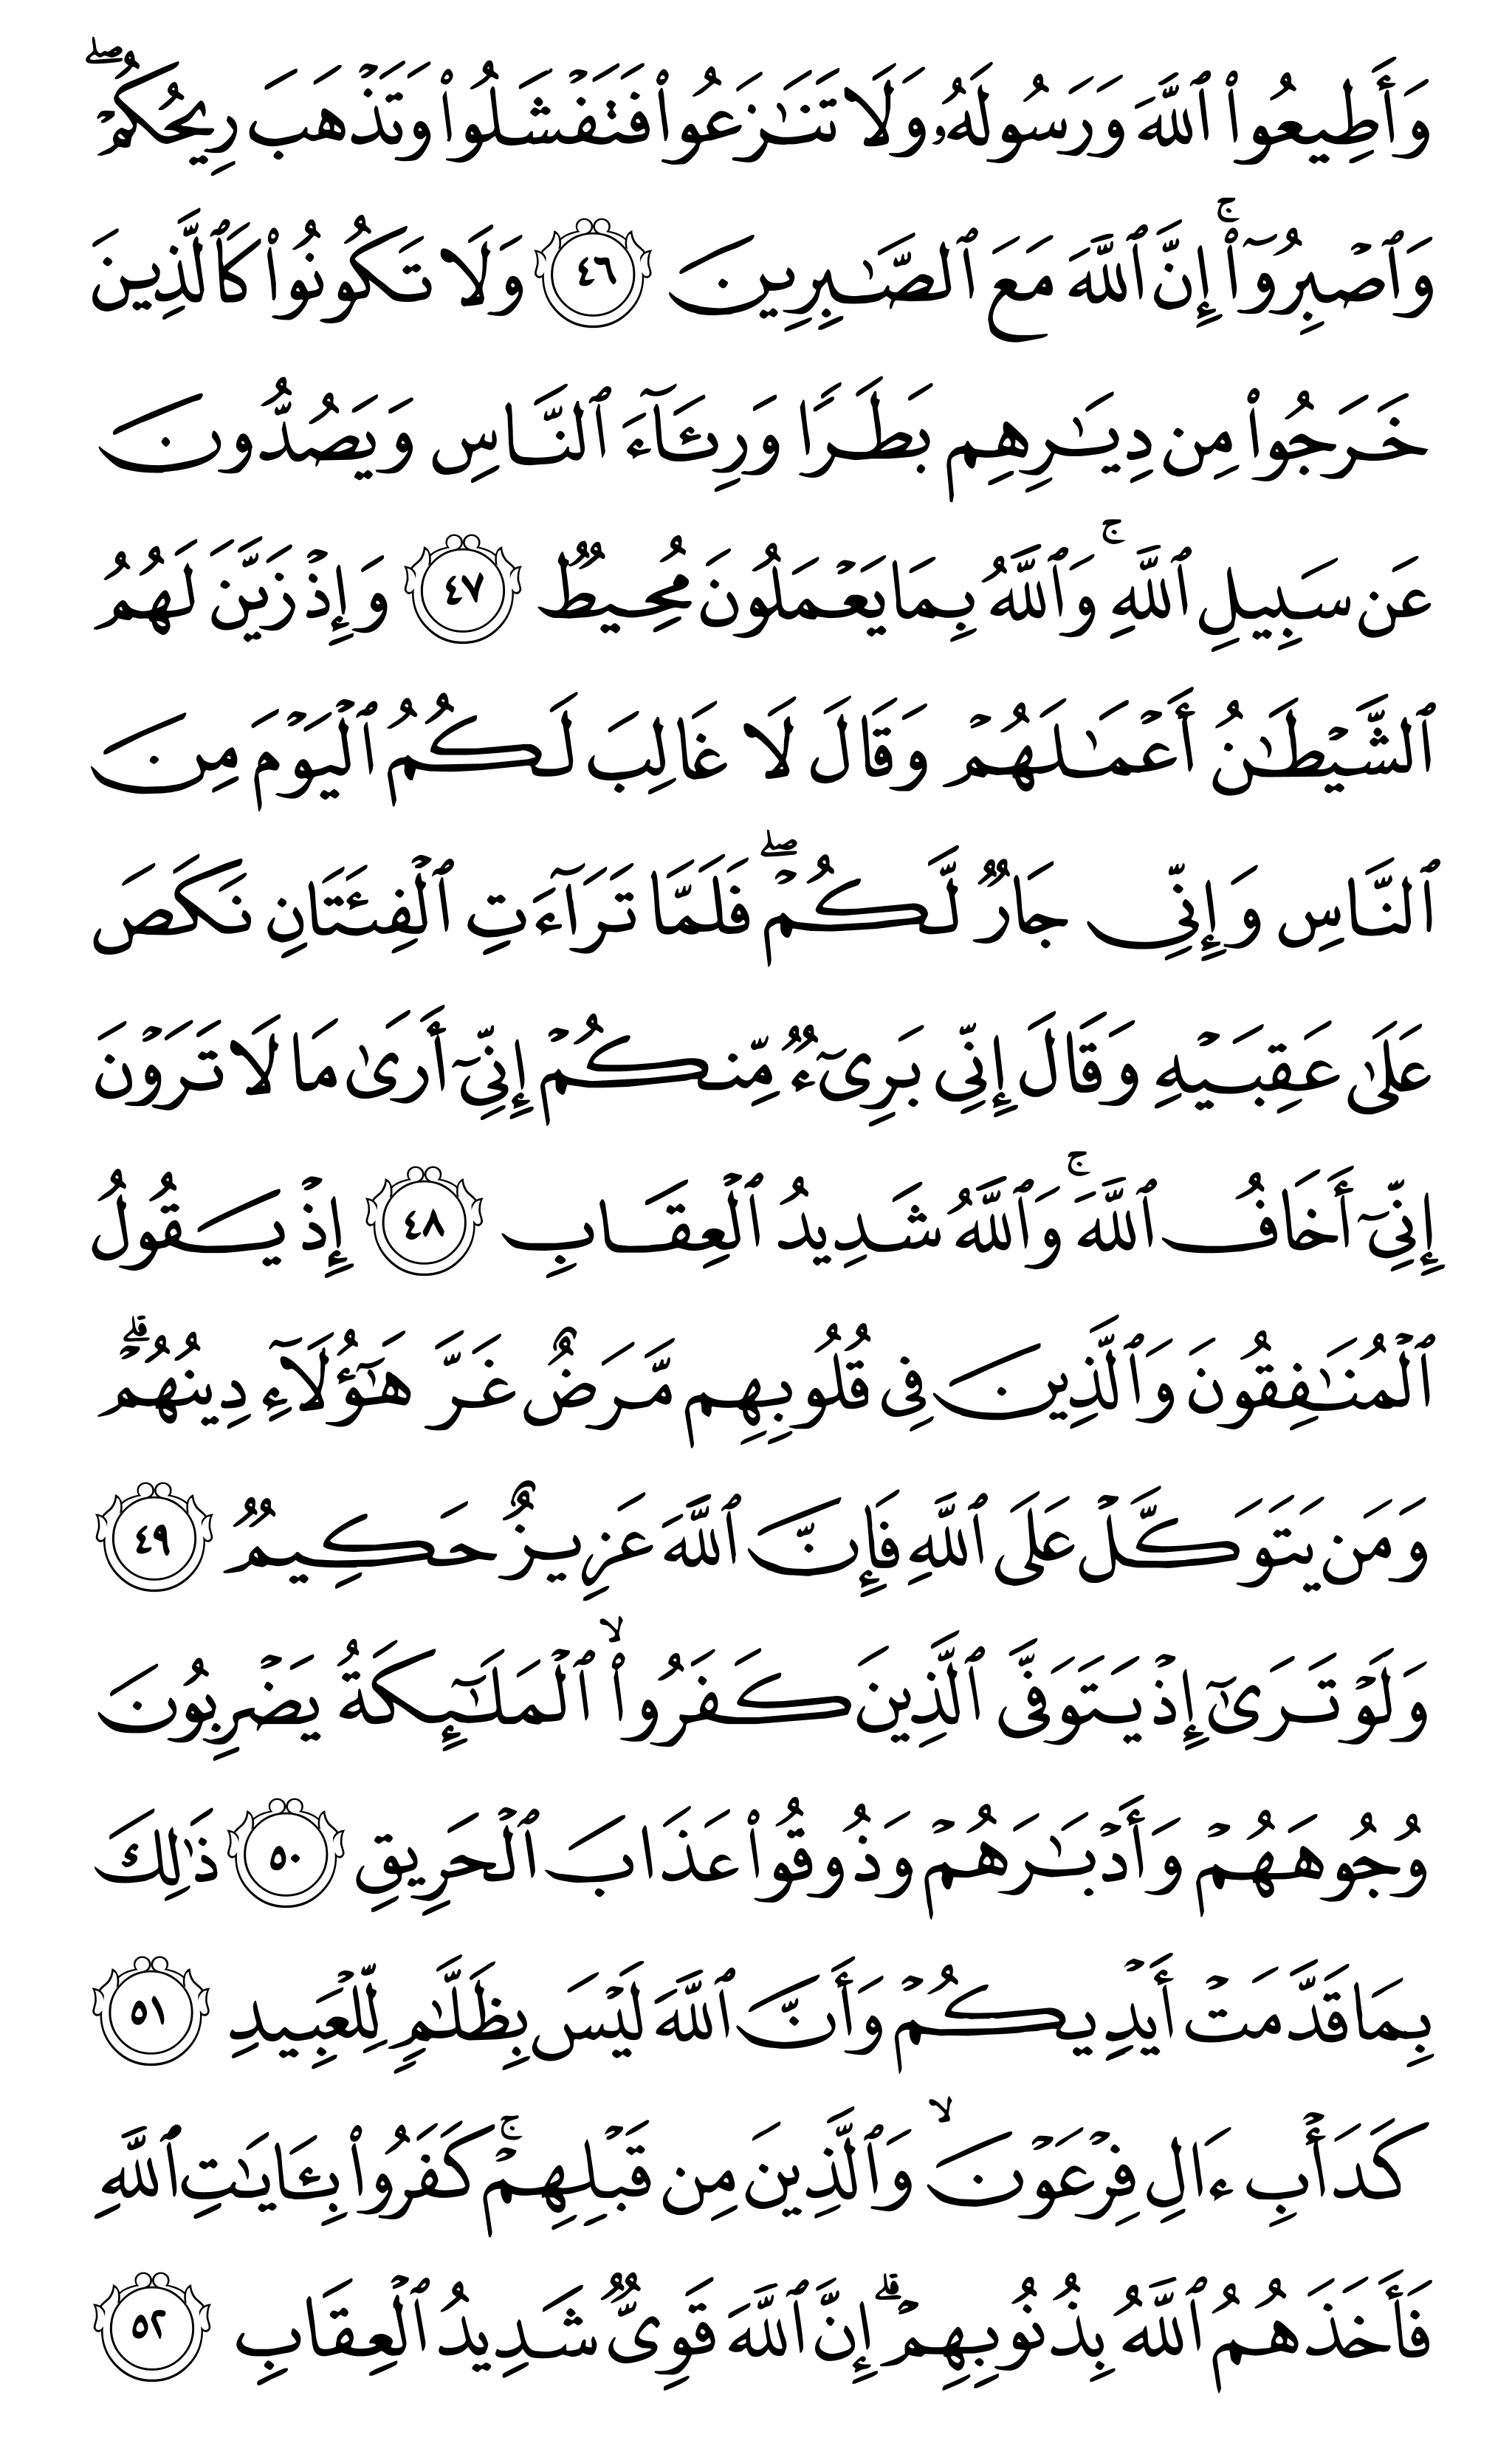 وَأَطِيعُوا۟ ٱللَّهَ وَرَسُولَهُۥ وَلَا تَنَـٰزَعُوا۟ فَتَفْشَلُوا۟ وَتَذْهَبَ رِيحُكُمْ ۖ
وَٱصْبِرُوٓا۟ ۚ إِنَّ ٱللَّهَ مَعَ ٱلصَّـٰبِرِينَ ٤٦ وَلَا تَكُونُوا۟ كَٱلَّذِينَ
خَرَجُوا۟ مِن دِيَـٰرِهِم بَطَرًا وَرِئَآءَ ٱلنَّاسِ وَيَصُدُّونَ
عَن سَبِيلِ ٱللَّهِ ۚ وَٱللَّهُ بِمَا يَعْمَلُونَ مُحِيطٌ ٤٧ وَإِذْ زَيَّنَ لَهُمُ
ٱلشَّيْطَـٰنُ أَعْمَـٰلَهُمْ وَقَالَ لَا غَالِبَ لَكُمُ ٱلْيَوْمَ مِنَ
ٱلنَّاسِ وَإِنِّى جَارٌ لَّكُمْ ۖ فَلَمَّا تَرَآءَتِ ٱلْفِئَتَانِ نَكَصَ
عَلَىٰ عَقِبَيْهِ وَقَالَ إِنِّى بَرِىٓءٌ مِّنكُمْ إِنِّىٓ أَرَىٰ مَا لَا تَرَوْنَ
إِنِّىٓ أَخَافُ ٱللَّهَ ۚ وَٱللَّهُ شَدِيدُ ٱلْعِقَابِ ٤٨ إِذْ يَقُولُ
ٱلْمُنَـٰفِقُونَ وَٱلَّذِينَ فِى قُلُوبِهِم مَّرَضٌ غَرَّ هَـٰٓؤُلَآءِ دِينُهُمْ ۗ
وَمَن يَتَوَكَّلْ عَلَى ٱللَّهِ فَإِنَّ ٱللَّهَ عَزِيزٌ حَكِيمٌ ٤٩
وَلَوْ تَرَىٰٓ إِذْ يَتَوَفَّى ٱلَّذِينَ كَفَرُوا۟ ۙ ٱلْمَلَـٰٓئِكَةُ يَضْرِبُونَ
وُجُوهَهُمْ وَأَدْبَـٰرَهُمْ وَذُوقُوا۟ عَذَابَ ٱلْحَرِيقِ ٥٠ ذَٰلِكَ
بِمَا قَدَّمَتْ أَيْدِيكُمْ وَأَنَّ ٱللَّهَ لَيْسَ بِظَلَّـٰمٍ لِّلْعَبِيدِ ٥١
كَدَأْبِ ءَالِ فِرْعَوْنَ ۙ وَٱلَّذِينَ مِن قَبْلِهِمْ ۚ كَفَرُوا۟ بِـَٔايَـٰتِ ٱللَّهِ
فَأَخَذَهُمُ ٱللَّهُ بِذُنُوبِهِمْ ۗ إِنَّ ٱللَّهَ قَوِىٌّ شَدِيدُ ٱلْعِقَابِ ٥٢